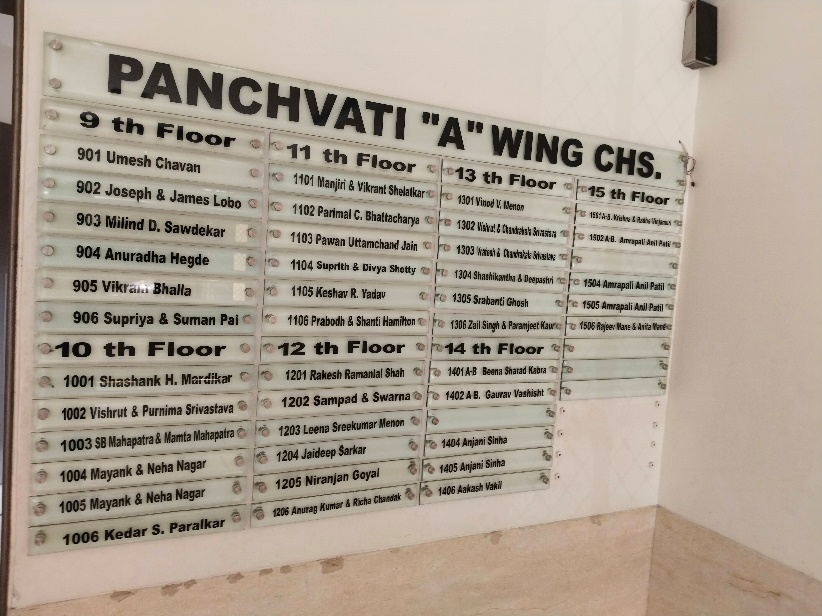 PANCHVATI "A" WING CHS.
9 th Floor
901 Umesh Chavan
902 Joseph & James Lobo
903 Milind D. Sawdekar
904 Anuradha Hegde
905 Vikram Bhalla
906 Supriya & Suman Pai
10 th Floor
1001 Shashank H. Mardikar
1002 Vishrut & Purnima Srivastava
1003 SB Mahapatra & Mamta Mahapatra
1004 Mayank & Neha Nagar
1005 Mayank & Neha Nagar
1006 Kedar S. Paralkar
11 th Floor
1101 Manjiri & Vikrant Shelatkar
1102 Parimal C. Bhattacharya
1103 Pawan Uttamchand Jain
1104 Suprith & Divya Shetty
1105 Keshav R. Yadav
1106 Prabodh & Shanti Hamilton
12 th Floor
1201 Rakesh Ramanlal Shah
1202 Sampad & Swarna
1203 Leena Sreekumar Menon
1204 Jaideep Sarkar
1205 Niranjan Goyal
1206 Anurag Kumar & Richa Chandak
13 th Floor
1301 Vinod V. Menon
1302 Vishrut & Chandrakala Srivastava
1303 & Chandrakala Srivastava
1304 Shashikantha & Deepashri
1305 Srabanti Ghosh
1306 Zail Singh & Paramjeet Kaur
14 th Floor
1401 A-B Beena Sharad Kabra
1402 A-B. Gaurav Vashisht
1404 Anjani Sinha
1405 Anjani Sinha
1406 Aakash Vakil
15 th Floor
1501 A-B. Krishna & Radha
1502 A-B. Amrapali Anil Patil
1504 Amrapali Anil Patil
1505 Amrapali Anil Patil
1506 Rajeev Mane & Anita Mane